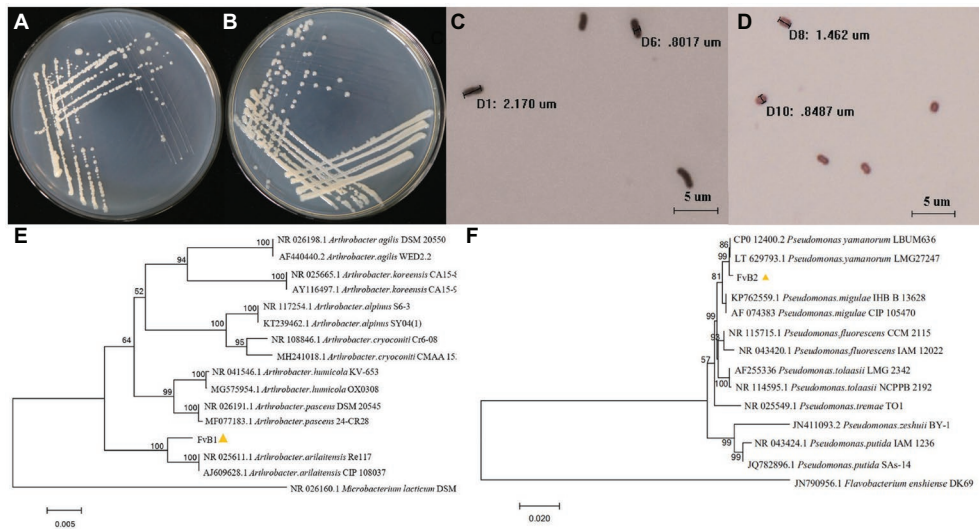 A
B
C
D
D6: .8017 um
D1: 2.170 um
5 um
D8: 1.462 um
D10: .8487 um
5 um
E
100
NR 026198.1 Arthrobacter agilis DSM 20550
AF440440.2 Arthrobacter agilis WED2.2
94
100
NR 025665.1 Arthrobacter koreensis CA15-8
AY116497.1 Arthrobacter koreensis CA15-9
52
100
NR 117254.1 Arthrobacter alpinus S6-3
KT239462.1 Arthrobacter alpinus SY04(1)
100
95
NR 108846.1 Arthrobacter cryoconiti Cr6-08
MH241018.1 Arthrobacter cryoconiti CMAA 15.
64
100
NR 041546.1 Arthrobacter humicola KV-653
MG575954.1 Arthrobacter humicola OX0308
99
100
NR 026191.1 Arthrobacter pascens DSM 20545
MF077183.1 Arthrobacter pascens 24-CR28
100
FvB1
100
NR 025611.1 Arthrobacter arilaitensis Re117
AJ609628.1 Arthrobacter arilaitensis CIP 108037
NR 026160.1 Microbacterium lacticum DSM
0.005
F
86
CP0 12400.2 Pseudomonas yamanorum LBUM636
99
LT 629793.1 Pseudomonas.yamanorum LMG27247
81
FvB2
KP762559.1 Pseudomonas.migulae IHB B 13628
AF 074383 Pseudomonas.migulae CIP 105470
99
NR 115715.1 Pseudomonas.fluorescens CCM 2115
NR 043420.1 Pseudomonas.fluorescens IAM 12022
57
AF255336 Pseudomonas.tolaasii LMG 2342
100
NR 114595.1 Pseudomonas.tolaasii NCPPB 2192
NR 025549.1 Pseudomonas.tremae TO1
JN411093.2 Pseudomonas.zeshuii BY-1
99
NR 043424.1 Pseudomonas.putida IAM 1236
99
JQ782896.1 Pseudomonas.putida SAs-14
JN790956.1 Flavobacterium enshiense DK69
0.020